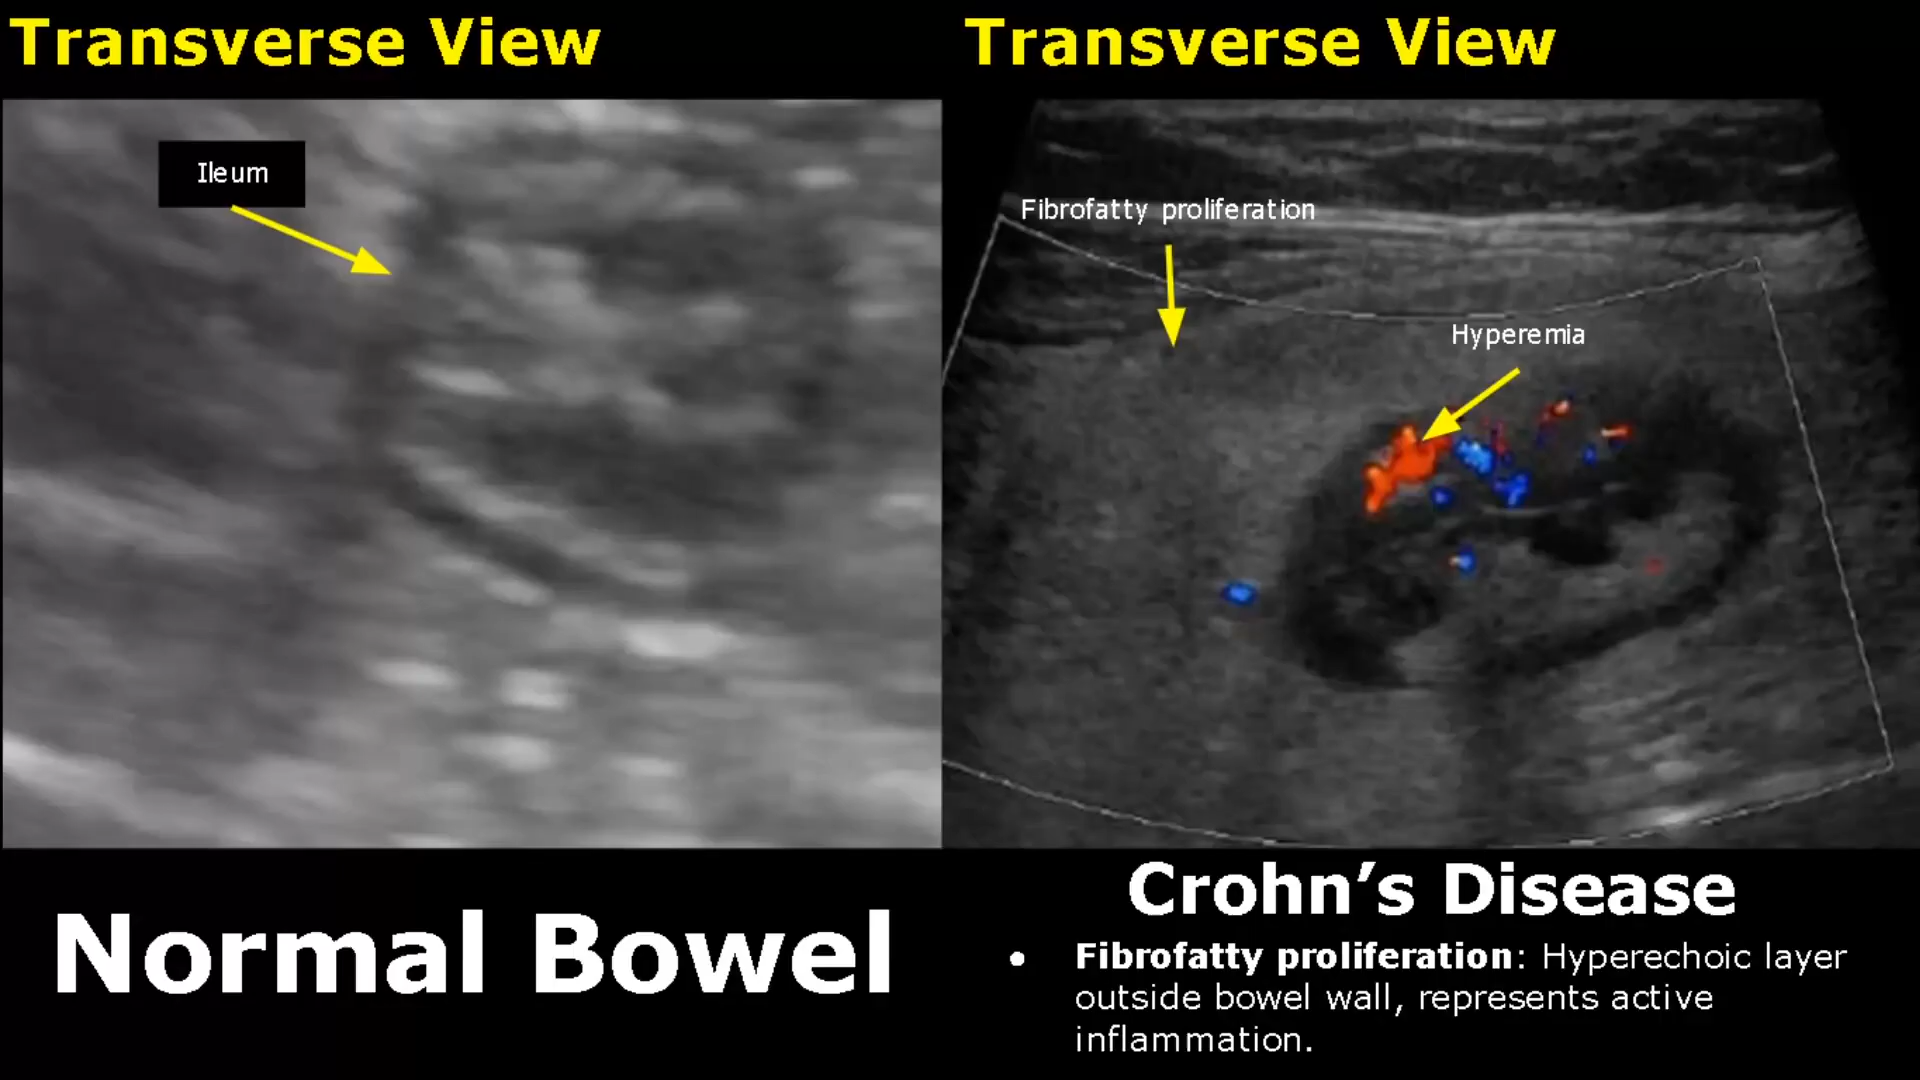 Transverse View
Ileum
Normal Bowel
Transverse View
Fibrofatty proliferation
Hyperemia
Crohn’s Disease
• Fibrofatty proliferation: Hyperechoic layer
outside bowel wall, represents active
inflammation.